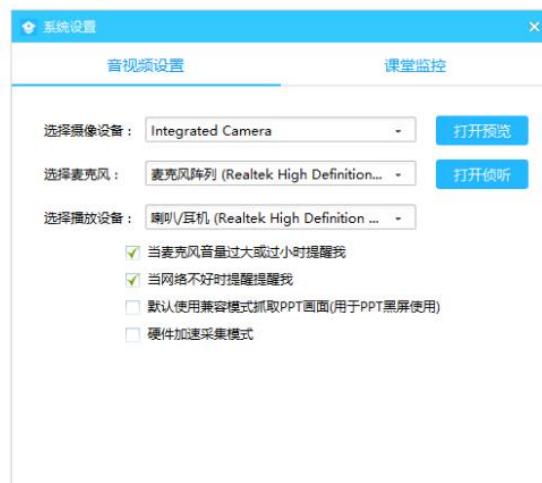 系统设置
音视频设置 课堂监控
选择摄像设备： Integrated Camera 打开预览
选择麦克风： 麦克风阵列 (Realtek High Definition... 打开侦听
选择播放设备： 喇叭/耳机 (Realtek High Definition ...
当麦克风音量过大或过小时提醒我
当网络不好时提醒提醒我
默认使用兼容模式抓取PPT画面(用于PPT黑屏使用)
硬件加速采集模式